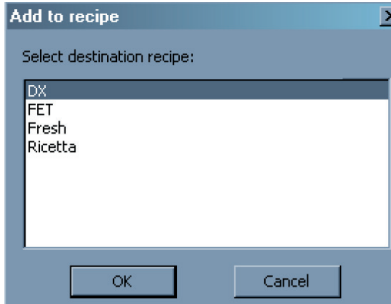 Add to recipe
Select destination recipe:
DX
FET
Fresh
Ricetta
OK
Cancel